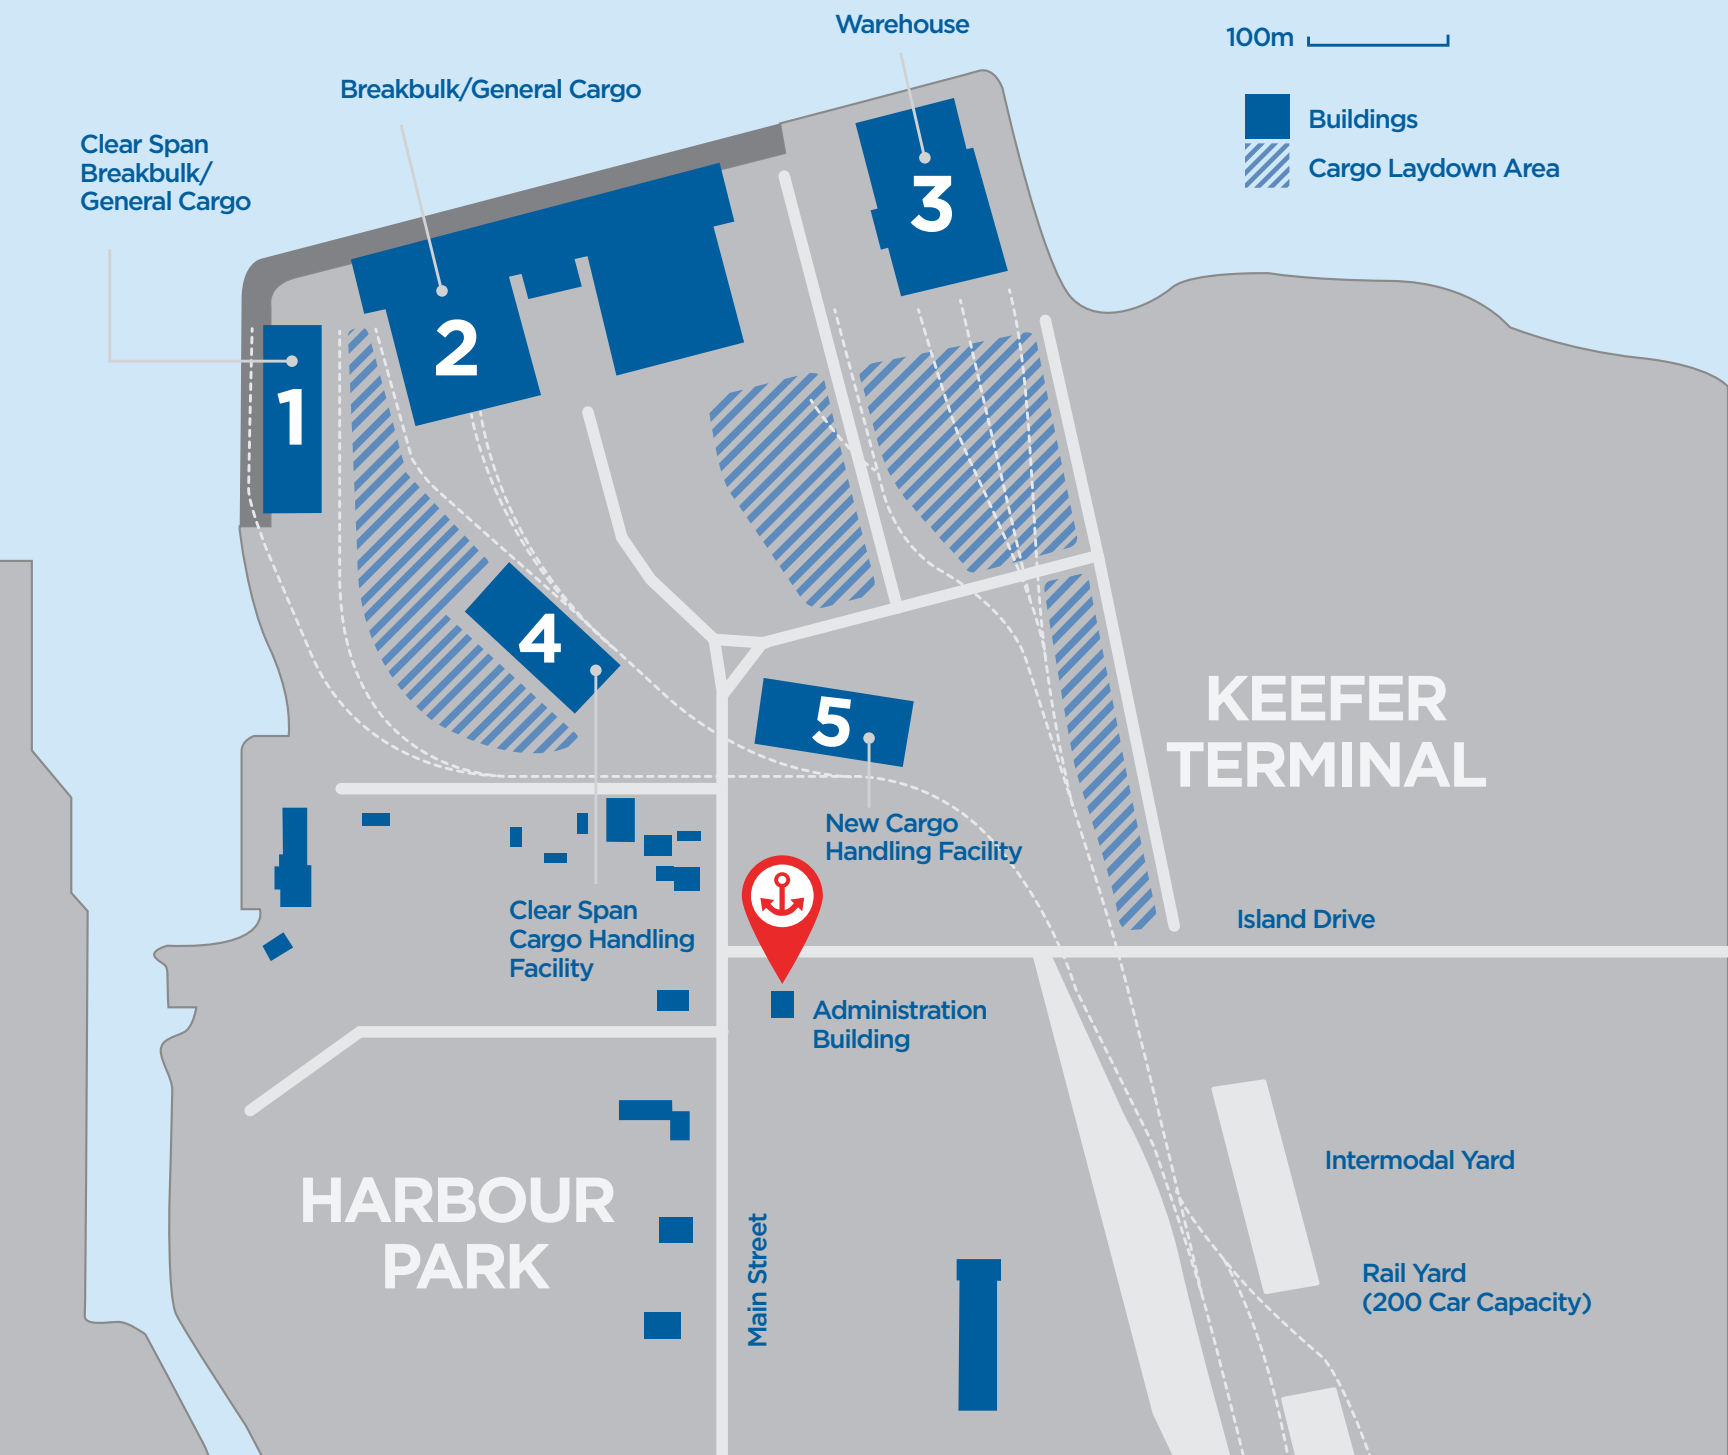 Warehouse
100m
Breakbulk/General Cargo
Buildings
Clear Span
Breakbulk/
General Cargo
Cargo Laydown Area
3
2
1
4
5
KEEFER
TERMINAL
New Cargo
Handling Facility
Clear Span
Cargo Handling
Facility
Island Drive
Administration
Building
HARBOUR
PARK
Main Street
Intermodal Yard
Rail Yard
(200 Car Capacity)